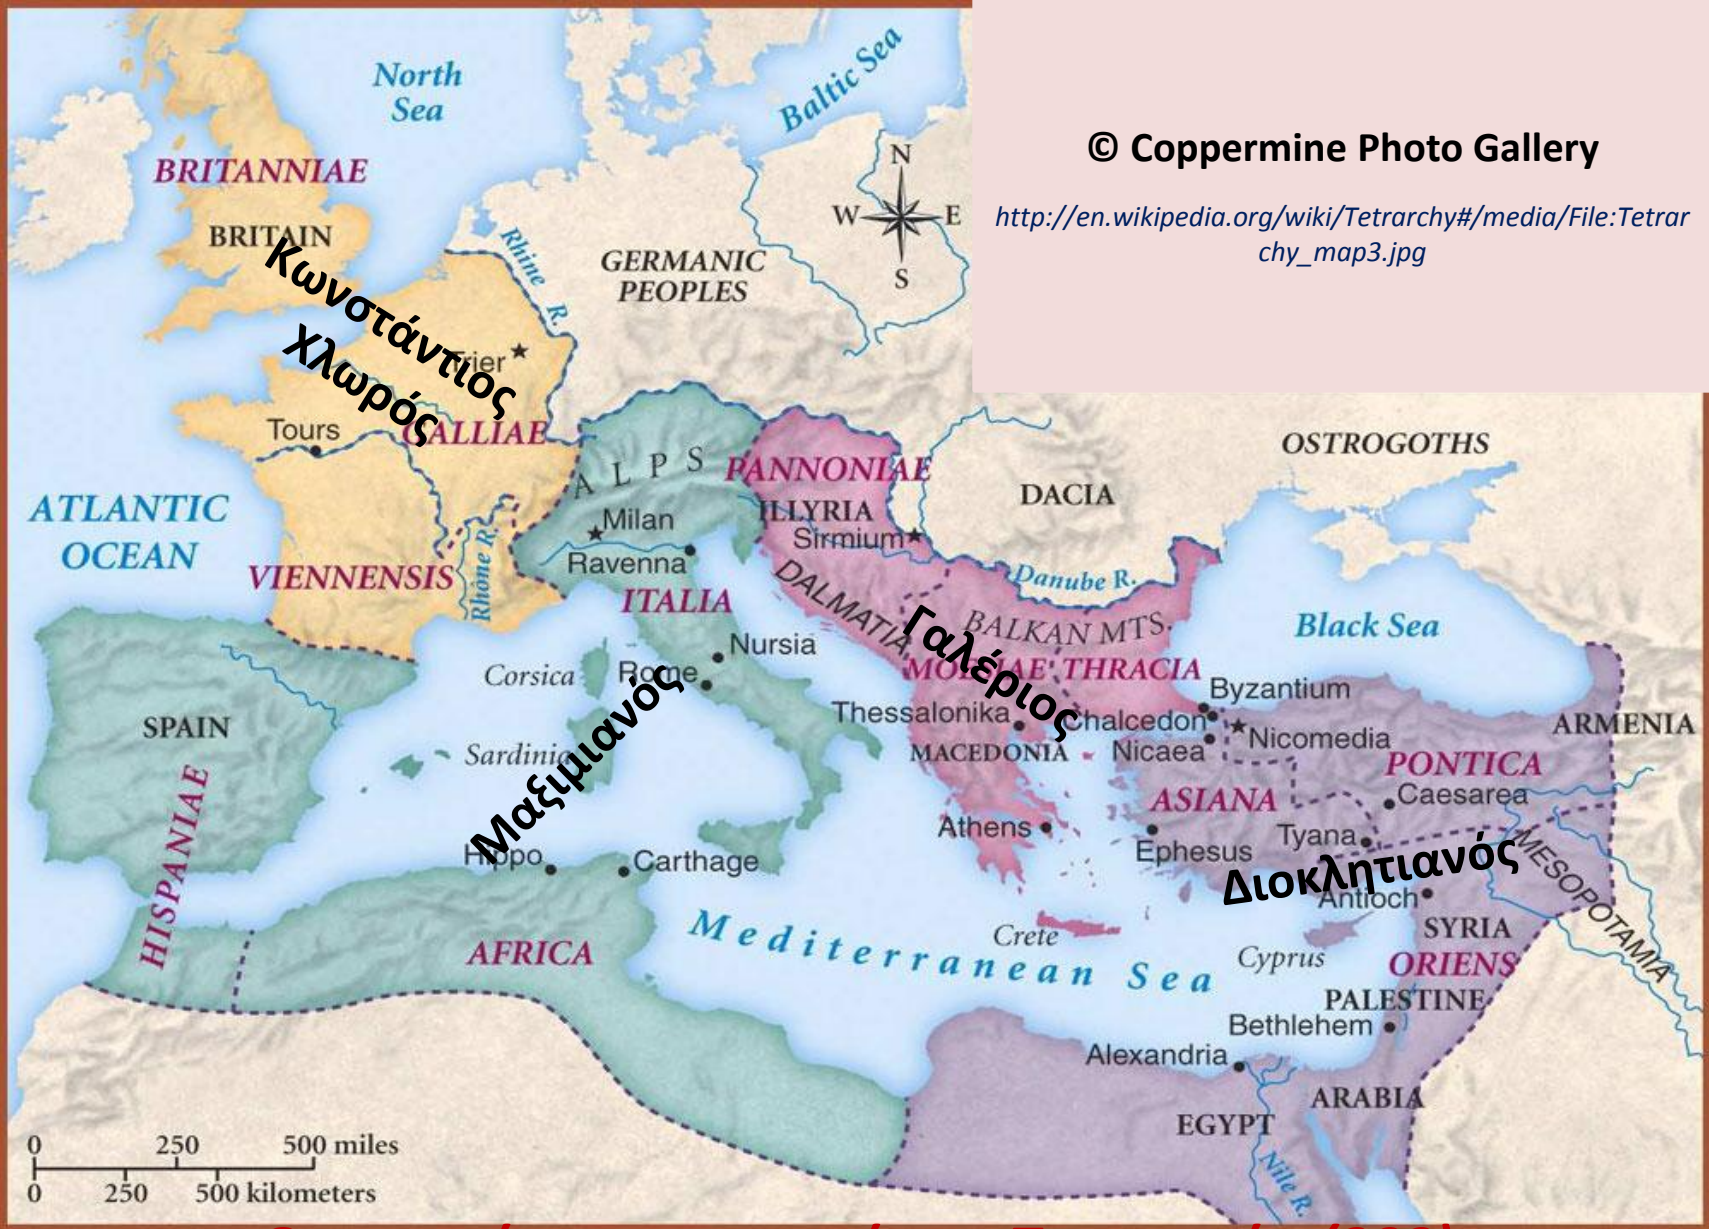 North
Sea
Baltic Sea
© Coppermine Photo Gallery
http://en.wikipedia.org/wiki/Tetrarchy#/media/File:Tetrar
chy_map3.jpg
BRITANNIAE
BRITAIN
N
W
E
S
Rhine R.
GERMANIC
PEOPLES
Κωνστάντιος
Χλωρός
Trier
Tours
GALLIAE
ATLANTIC
OCEAN
VIENNENSIS
Rhône R.
ALPS
Milan
Ravenna
ITALIA
PANNONIAE
ILLYRIA
Sirmium
DALMATIA
DACIA
OSTROGOTHS
Danube R.
BALKAN MTS.
Γαλέριος
MOESIAE
THRACIA
Black Sea
Corsica
Rome
Nursia
Μαξιμιανός
Sardinia
SPAIN
HISPANIAE
Thessalonika
MACEDONIA
Byzantium
Chalcedon
Nicaea
Nicomedia
ARMENIA
PONTICA
Caesarea
ASIANA
Athens
Ephesus
Tyana
Διοκλητιανός
MESOPOTAMIA
Antioch
Hippo
Carthage
AFRICA
Mediterranean Sea
Crete
Cyprus
SYRIA
ORIENS
PALESTINE
Bethlehem
Alexandria
ARABIA
EGYPT
Nile R.
0 250 500 miles
0 250 500 kilometers